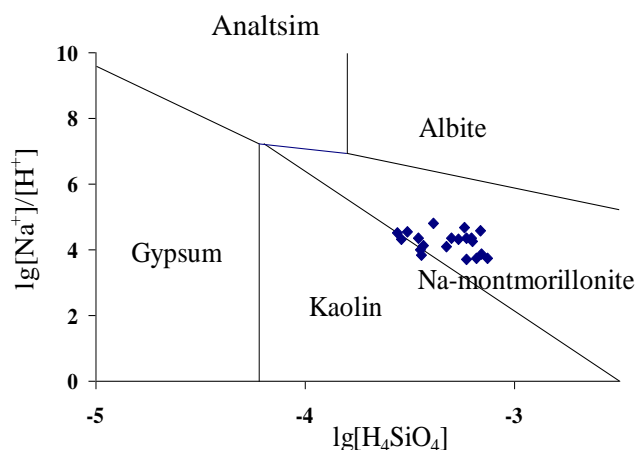 Analtsim
10
8
6
4
2
0
lg[Na⁺]/[H⁺]
Albite
Gypsum
Kaolin
Na-montmorillonite
-5
-4
-3
lg[H₄SiO₄]